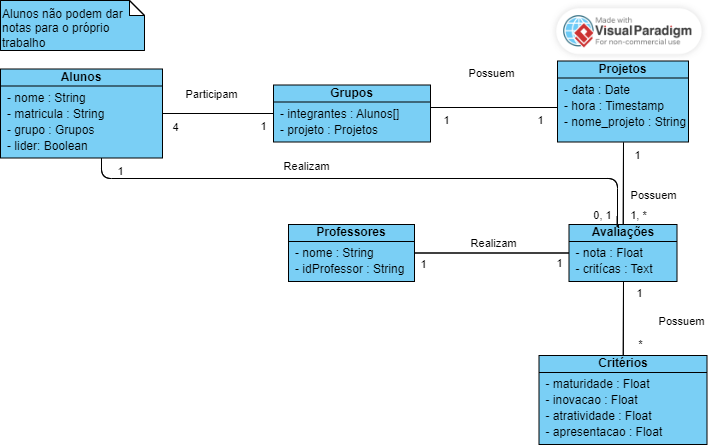 Alunos não podem dar
notas para o próprio
trabalho
Made with
Visual Paradigm
For non-commercial use
Alunos
- nome : String
- matricula : String
- grupo : Grupos
- lider: Boolean
Participam
4
1
Grupos
- integrantes : Alunos[]
- projeto : Projetos
Possuem
1
1
Projetos
- data : Date
- hora : Timestamp
- nome_projeto : String
1
Realizam
1
0, 1
Possuem
1, *
Professores
- nome : String
- idProfessor : String
Realizam
1
1
Avaliações
- nota : Float
- critícas : Text
1
Possuem
*
Critérios
- maturidade : Float
- inovacao : Float
- atratividade : Float
- apresentacao : Float